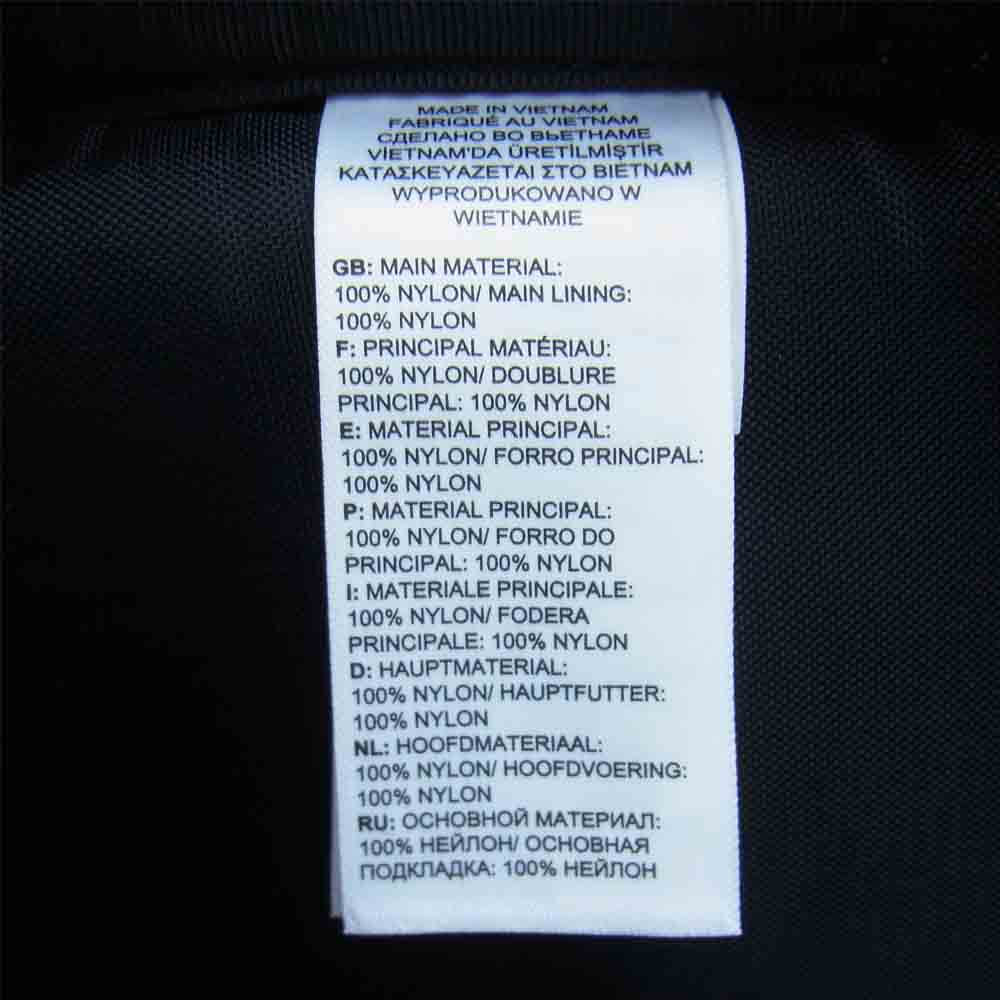 MADE IN VIETNAM
FABRIQUÉ AU VIETNAM
СДЕЛАНО ВО ВЬЕТНАМЕ
VİETNAM'DA ÜRETİLMİŞTİR
ΚΑΤΑΣΚΕΥΑΖΕΤΑΙ ΣΤΟ ΒΙΕΤΝΑΜ
WYPRODUKOWANO W
WIETNAMIE
GB: MAIN MATERIAL:
100% NYLON/ MAIN LINING:
100% NYLON
F: PRINCIPAL MATÉRIAU:
100% NYLON/ DOUBLURE
PRINCIPAL: 100% NYLON
E: MATERIAL PRINCIPAL:
100% NYLON/ FORRO PRINCIPAL:
100% NYLON
P: MATERIAL PRINCIPAL:
100% NYLON/ FORRO DO
PRINCIPAL: 100% NYLON
I: MATERIALE PRINCIPALE:
100% NYLON/ FODERA
PRINCIPALE: 100% NYLON
D: HAUPTMATERIAL:
100% NYLON/ HAUPTFUTTER:
100% NYLON
NL: HOOFDMATERIAAL:
100% NYLON/ HOOFDVOERING:
100% NYLON
RU: ОСНОВНОЙ МАТЕРИАЛ:
100% НЕЙЛОН/ ОСНОВНАЯ
ПОДКЛАДКА: 100% НЕЙЛОН